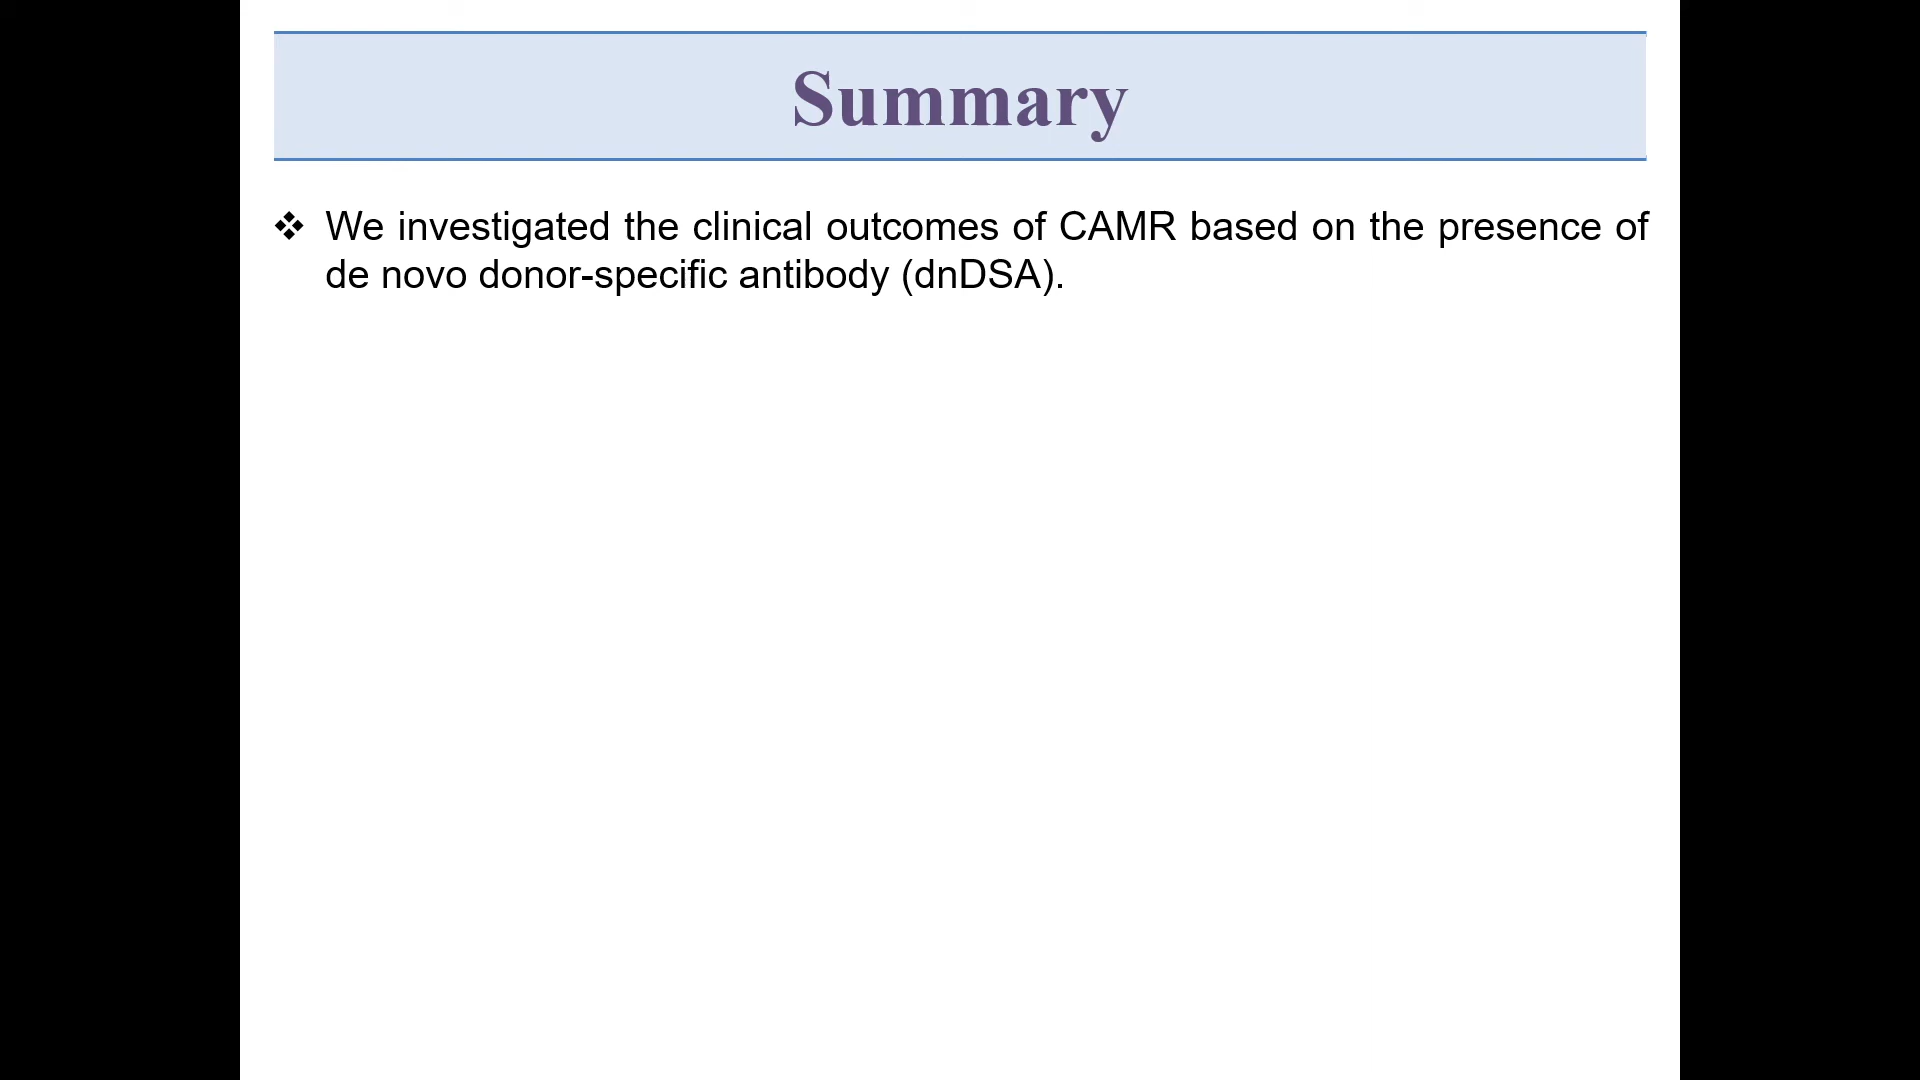 Summary
❖ We investigated the clinical outcomes of CAMR based on the presence of
de novo donor-specific antibody (dnDSA).